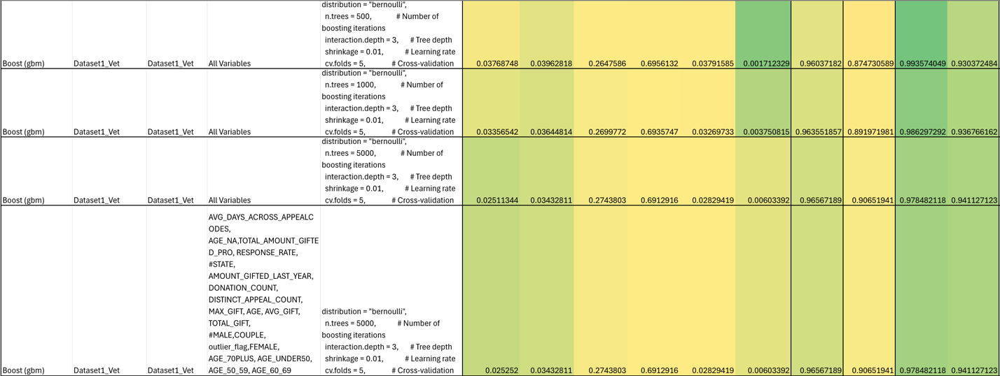 distribution = "bernoulli",
n.trees = 500, # Number of
boosting iterations
interaction.depth = 3, # Tree depth
shrinkage = 0.01, # Learning rate
Boost (gbm) Dataset1_Vet Dataset1_Vet All Variables cv.folds = 5, # Cross-validation 0.03768748 0.03962818 0.2647586 0.6956132 0.03791585 0.001712329 0.96037182 0.874730589 0.993574049 0.930372484
distribution = "bernoulli",
n.trees = 1000, # Number of
boosting iterations
interaction.depth = 3, # Tree depth
shrinkage = 0.01, # Learning rate
Boost (gbm) Dataset1_Vet Dataset1_Vet All Variables cv.folds = 5, # Cross-validation 0.03356542 0.03644814 0.2699772 0.6935747 0.03269733 0.003750815 0.963551857 0.891971981 0.986297292 0.936766162
distribution = "bernoulli",
n.trees = 5000, # Number of
boosting iterations
interaction.depth = 3, # Tree depth
shrinkage = 0.01, # Learning rate
Boost (gbm) Dataset1_Vet Dataset1_Vet All Variables cv.folds = 5, # Cross-validation 0.02511344 0.03432811 0.2743803 0.6912916 0.02829419 0.00603392 0.96567189 0.90651941 0.978482118 0.941127123
AVG_DAYS_ACROSS_APPEALC
ODES,
AGE_NA,TOTAL_AMOUNT_GIFTE
D_PRO, RESPONSE_RATE,
#STATE,
AMOUNT_GIFTED_LAST_YEAR,
DONATION_COUNT,
DISTINCT_APPEAL_COUNT,
MAX_GIFT, AGE, AVG_GIFT, distribution = "bernoulli",
TOTAL_GIFT, n.trees = 5000, # Number of
#MALE,COUPLE, boosting iterations
outlier_flag,FEMALE, interaction.depth = 3, # Tree depth
AGE_70PLUS, AGE_UNDER50, shrinkage = 0.01, # Learning rate
Boost (gbm) Dataset1_Vet Dataset1_Vet AGE_50_59, AGE_60_69 cv.folds = 5, # Cross-validation 0.025252 0.03432811 0.2743803 0.6912916 0.02829419 0.00603392 0.96567189 0.90651941 0.978482118 0.941127123